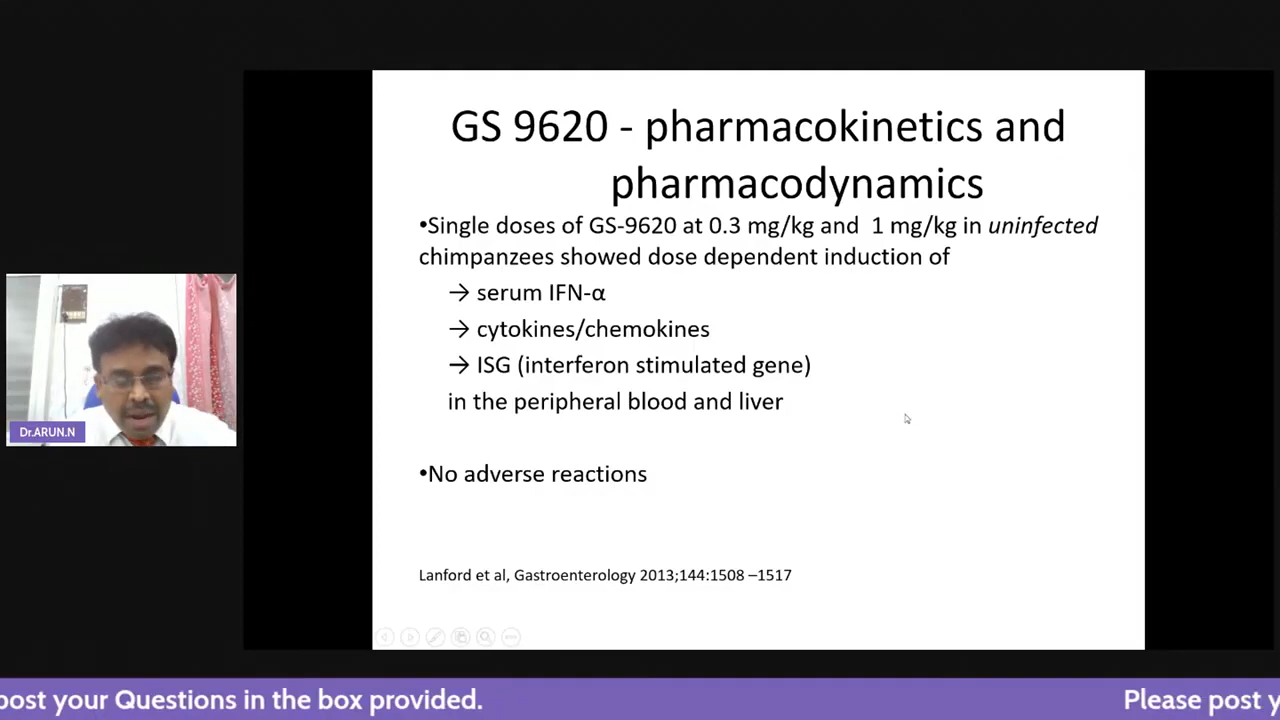 GS 9620 - pharmacokinetics and
pharmacodynamics
•Single doses of GS-9620 at 0.3 mg/kg and 1 mg/kg in uninfected
chimpanzees showed dose dependent induction of
→ serum IFN-α
→ cytokines/chemokines
→ ISG (interferon stimulated gene)
in the peripheral blood and liver
•No adverse reactions
Lanford et al, Gastroenterology 2013;144:1508 –1517
Dr.ARUN.N
post your Questions in the box provided.
Please post y